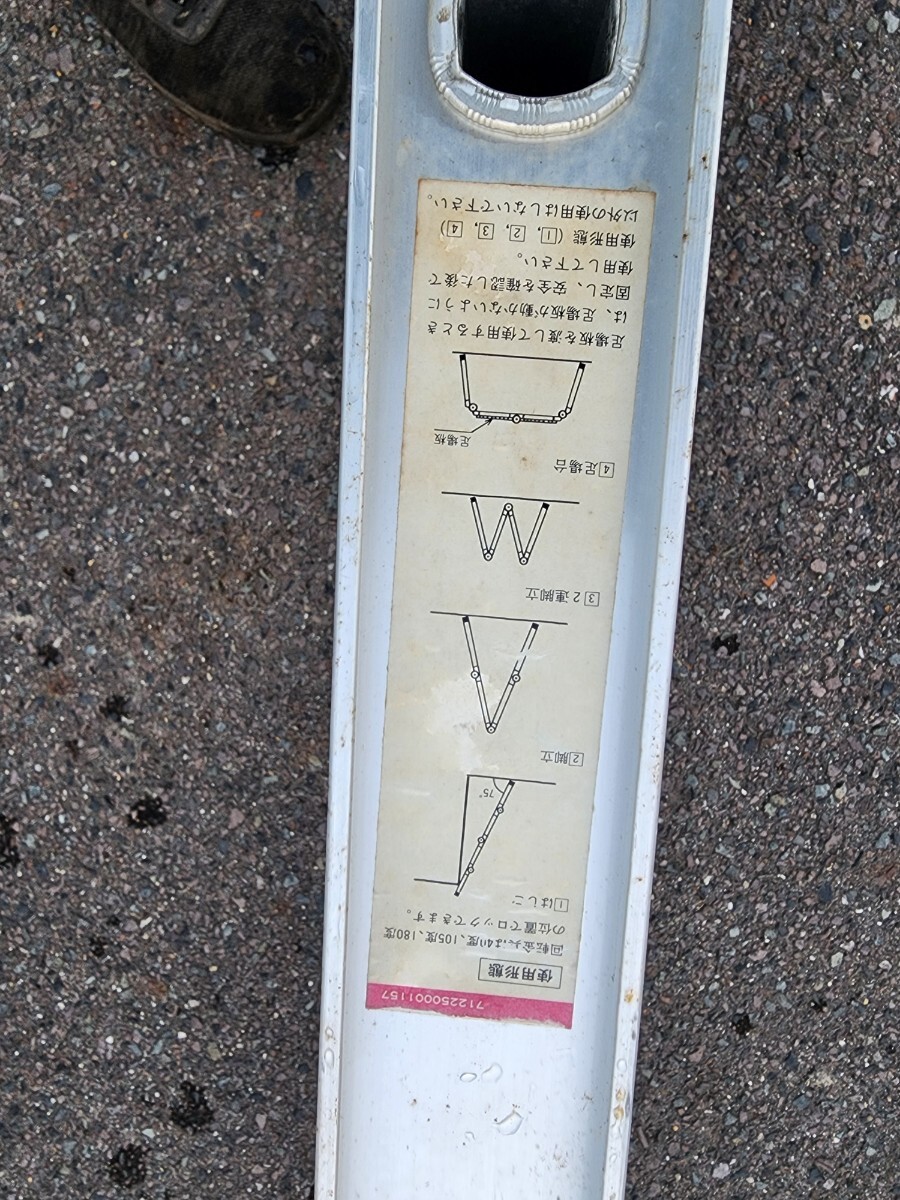 712250001157
使用形態
回転金具は40度、105度、180度
の位置でロックできます。
1 はしご
75°
2 脚立
3 2連脚立
4 足場台
足場板
足場板を渡して使用するとき
は、足場板が動かないように
固定し、安全を確認した後で
使用して下さい。
使用形態（1, 2, 3, 4）
以外の使用はしないで下さい。